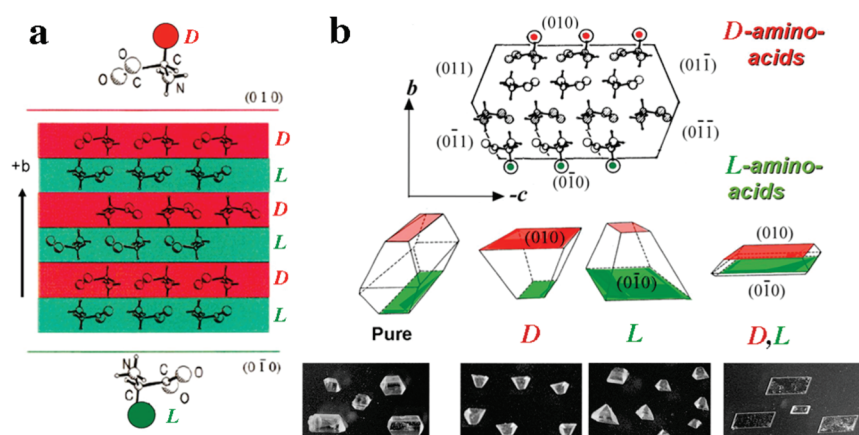 a
D
O
O
C
C
N
(0 1 0)
+b
D
L
D
L
D
L
N
C
C
O
O
L
(0 1̄ 0)
b
(010)
(011)
(011̄)
b
(01̄1)
(01̄1̄)
(01̄0)
-c
D-amino-
acids
L-amino-
acids
(010)
(01̄0)
(010)
(01̄0)
Pure
D
L
D,L